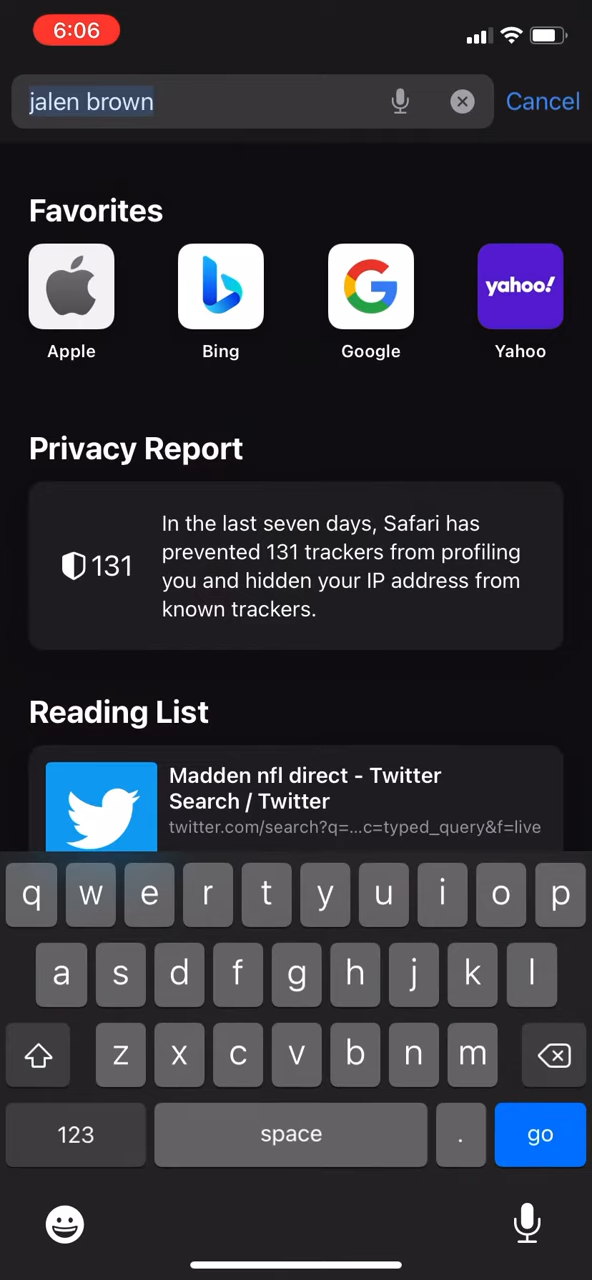 6:06
jalen brown
Cancel
Favorites
yahoo!
Apple
Bing
Google
Yahoo
Privacy Report
131
In the last seven days, Safari has
prevented 131 trackers from profiling
you and hidden your IP address from
known trackers.
Reading List
Madden nfl direct - Twitter
Search / Twitter
twitter.com/search?q=...c=typed_query&f=live
q w e r t y u i o p
a s d f g h j k l
z x c v b n m
123 space . go